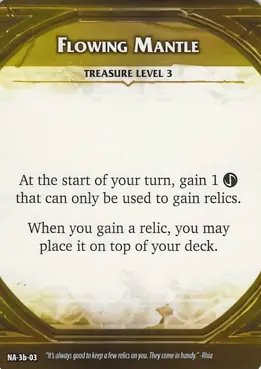 FLOWING MANTLE
TREASURE LEVEL 3
At the start of your turn, gain 1
that can only be used to gain relics.
When you gain a relic, you may
place it on top of your deck.
NA-3b-03 "It's always good to keep a few relics on you. They come in handy." -Rhia